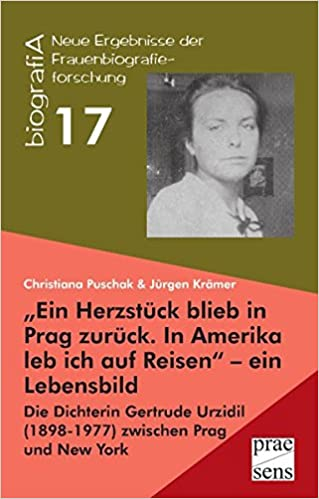 biografiA
Neue Ergebnisse der
Frauenbiografie-
forschung
17
Christiana Puschak & Jürgen Krämer
„Ein Herzstück blieb in
Prag zurück. In Amerika
leb ich auf Reisen“ – ein
Lebensbild
Die Dichterin Gertrude Urzidil
(1898-1977) zwischen Prag
und New York
prae
sens